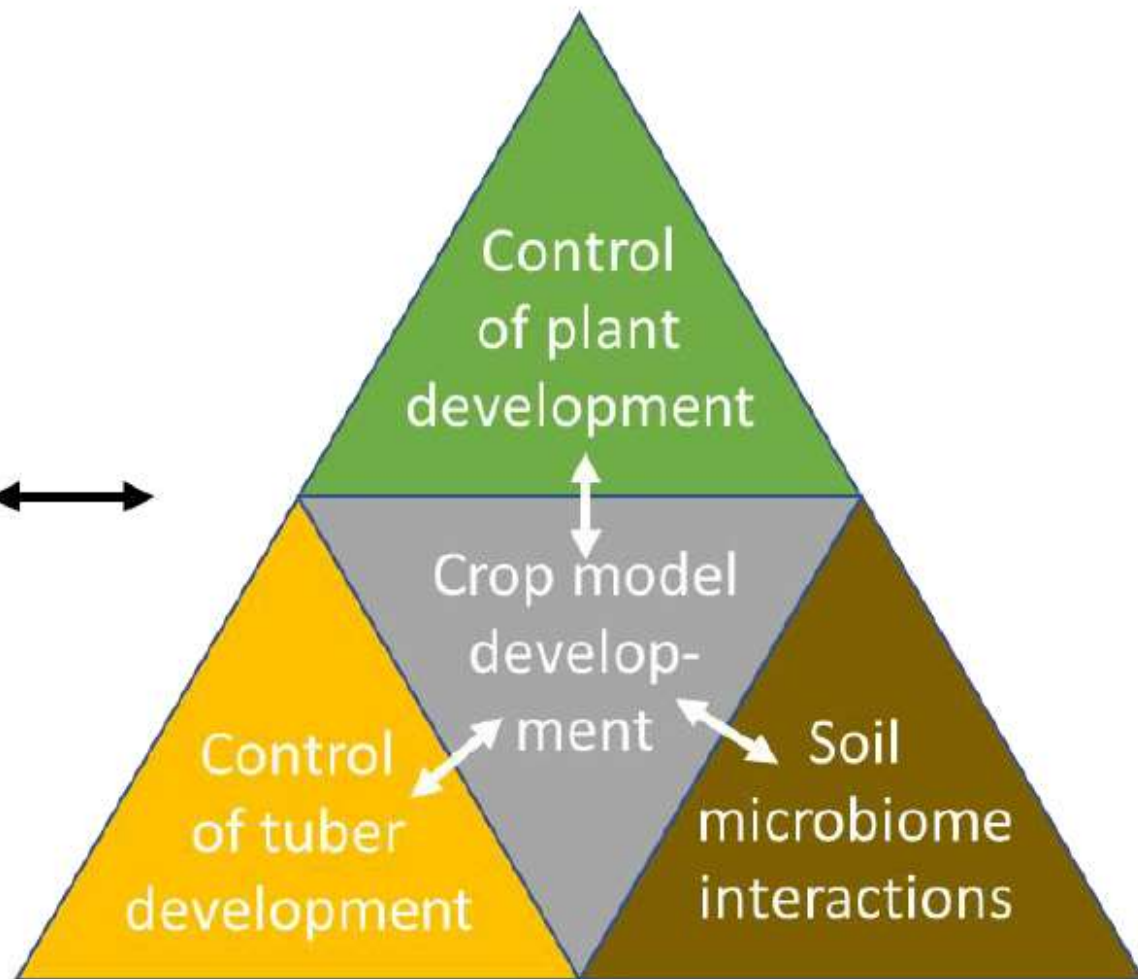 Control
of plant
development
Crop model
develop-
ment
Control
of tuber
development
Soil
microbiome
interactions